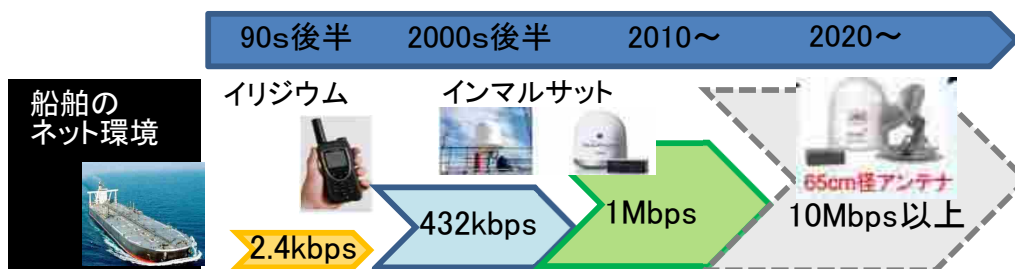 90s後半 2000s後半 2010～ 2020～
船舶の
ネット環境
イリジウム
インマルサット
65cm径アンテナ
2.4kbps
432kbps
1Mbps
10Mbps以上